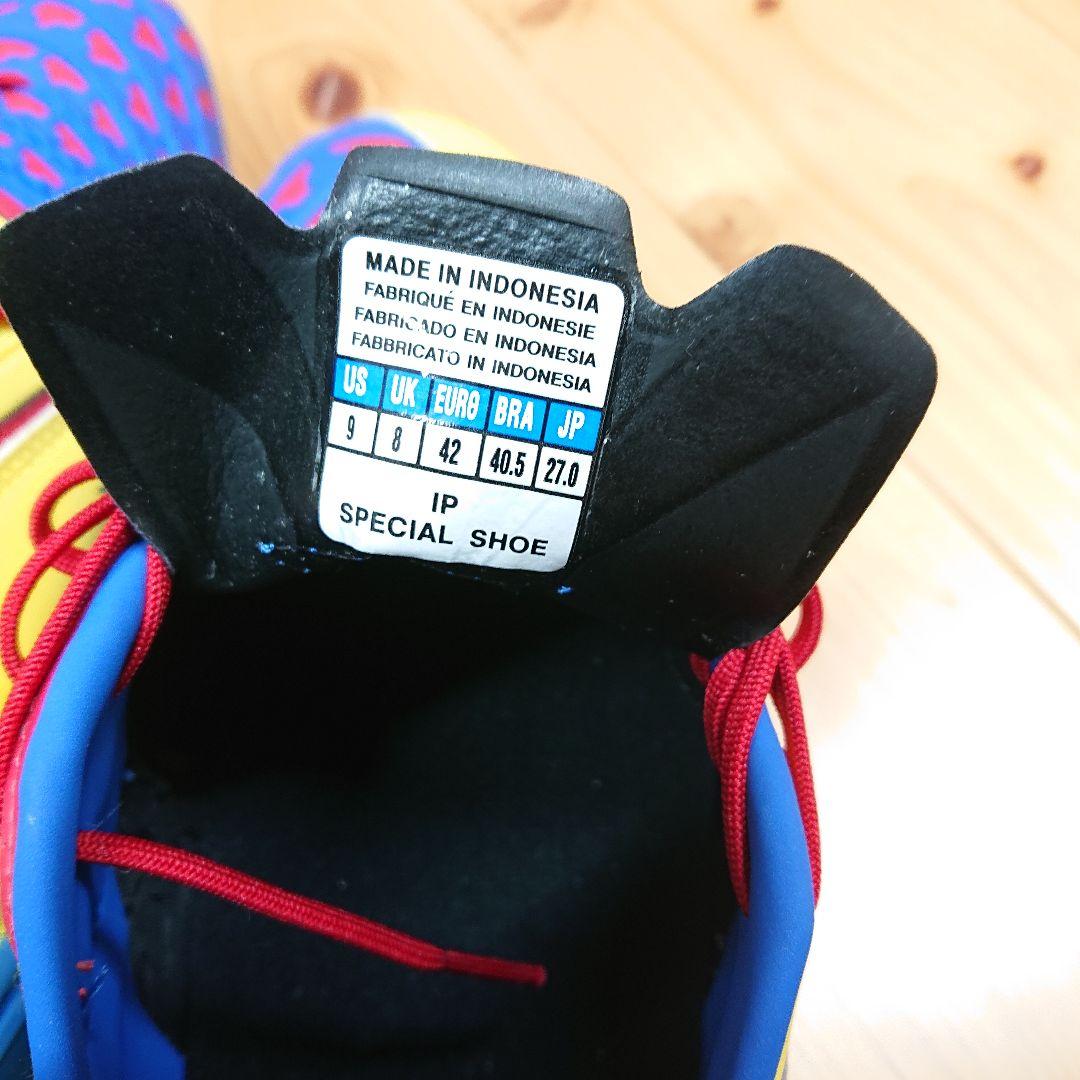 MADE IN INDONESIA
FABRIQUÉ EN INDONESIE
FABRICADO EN INDONESIA
FABBRICATO IN INDONESIA
US UK EURO BRA JP
9 8 42 40.5 27.0
IP
SPECIAL SHOE